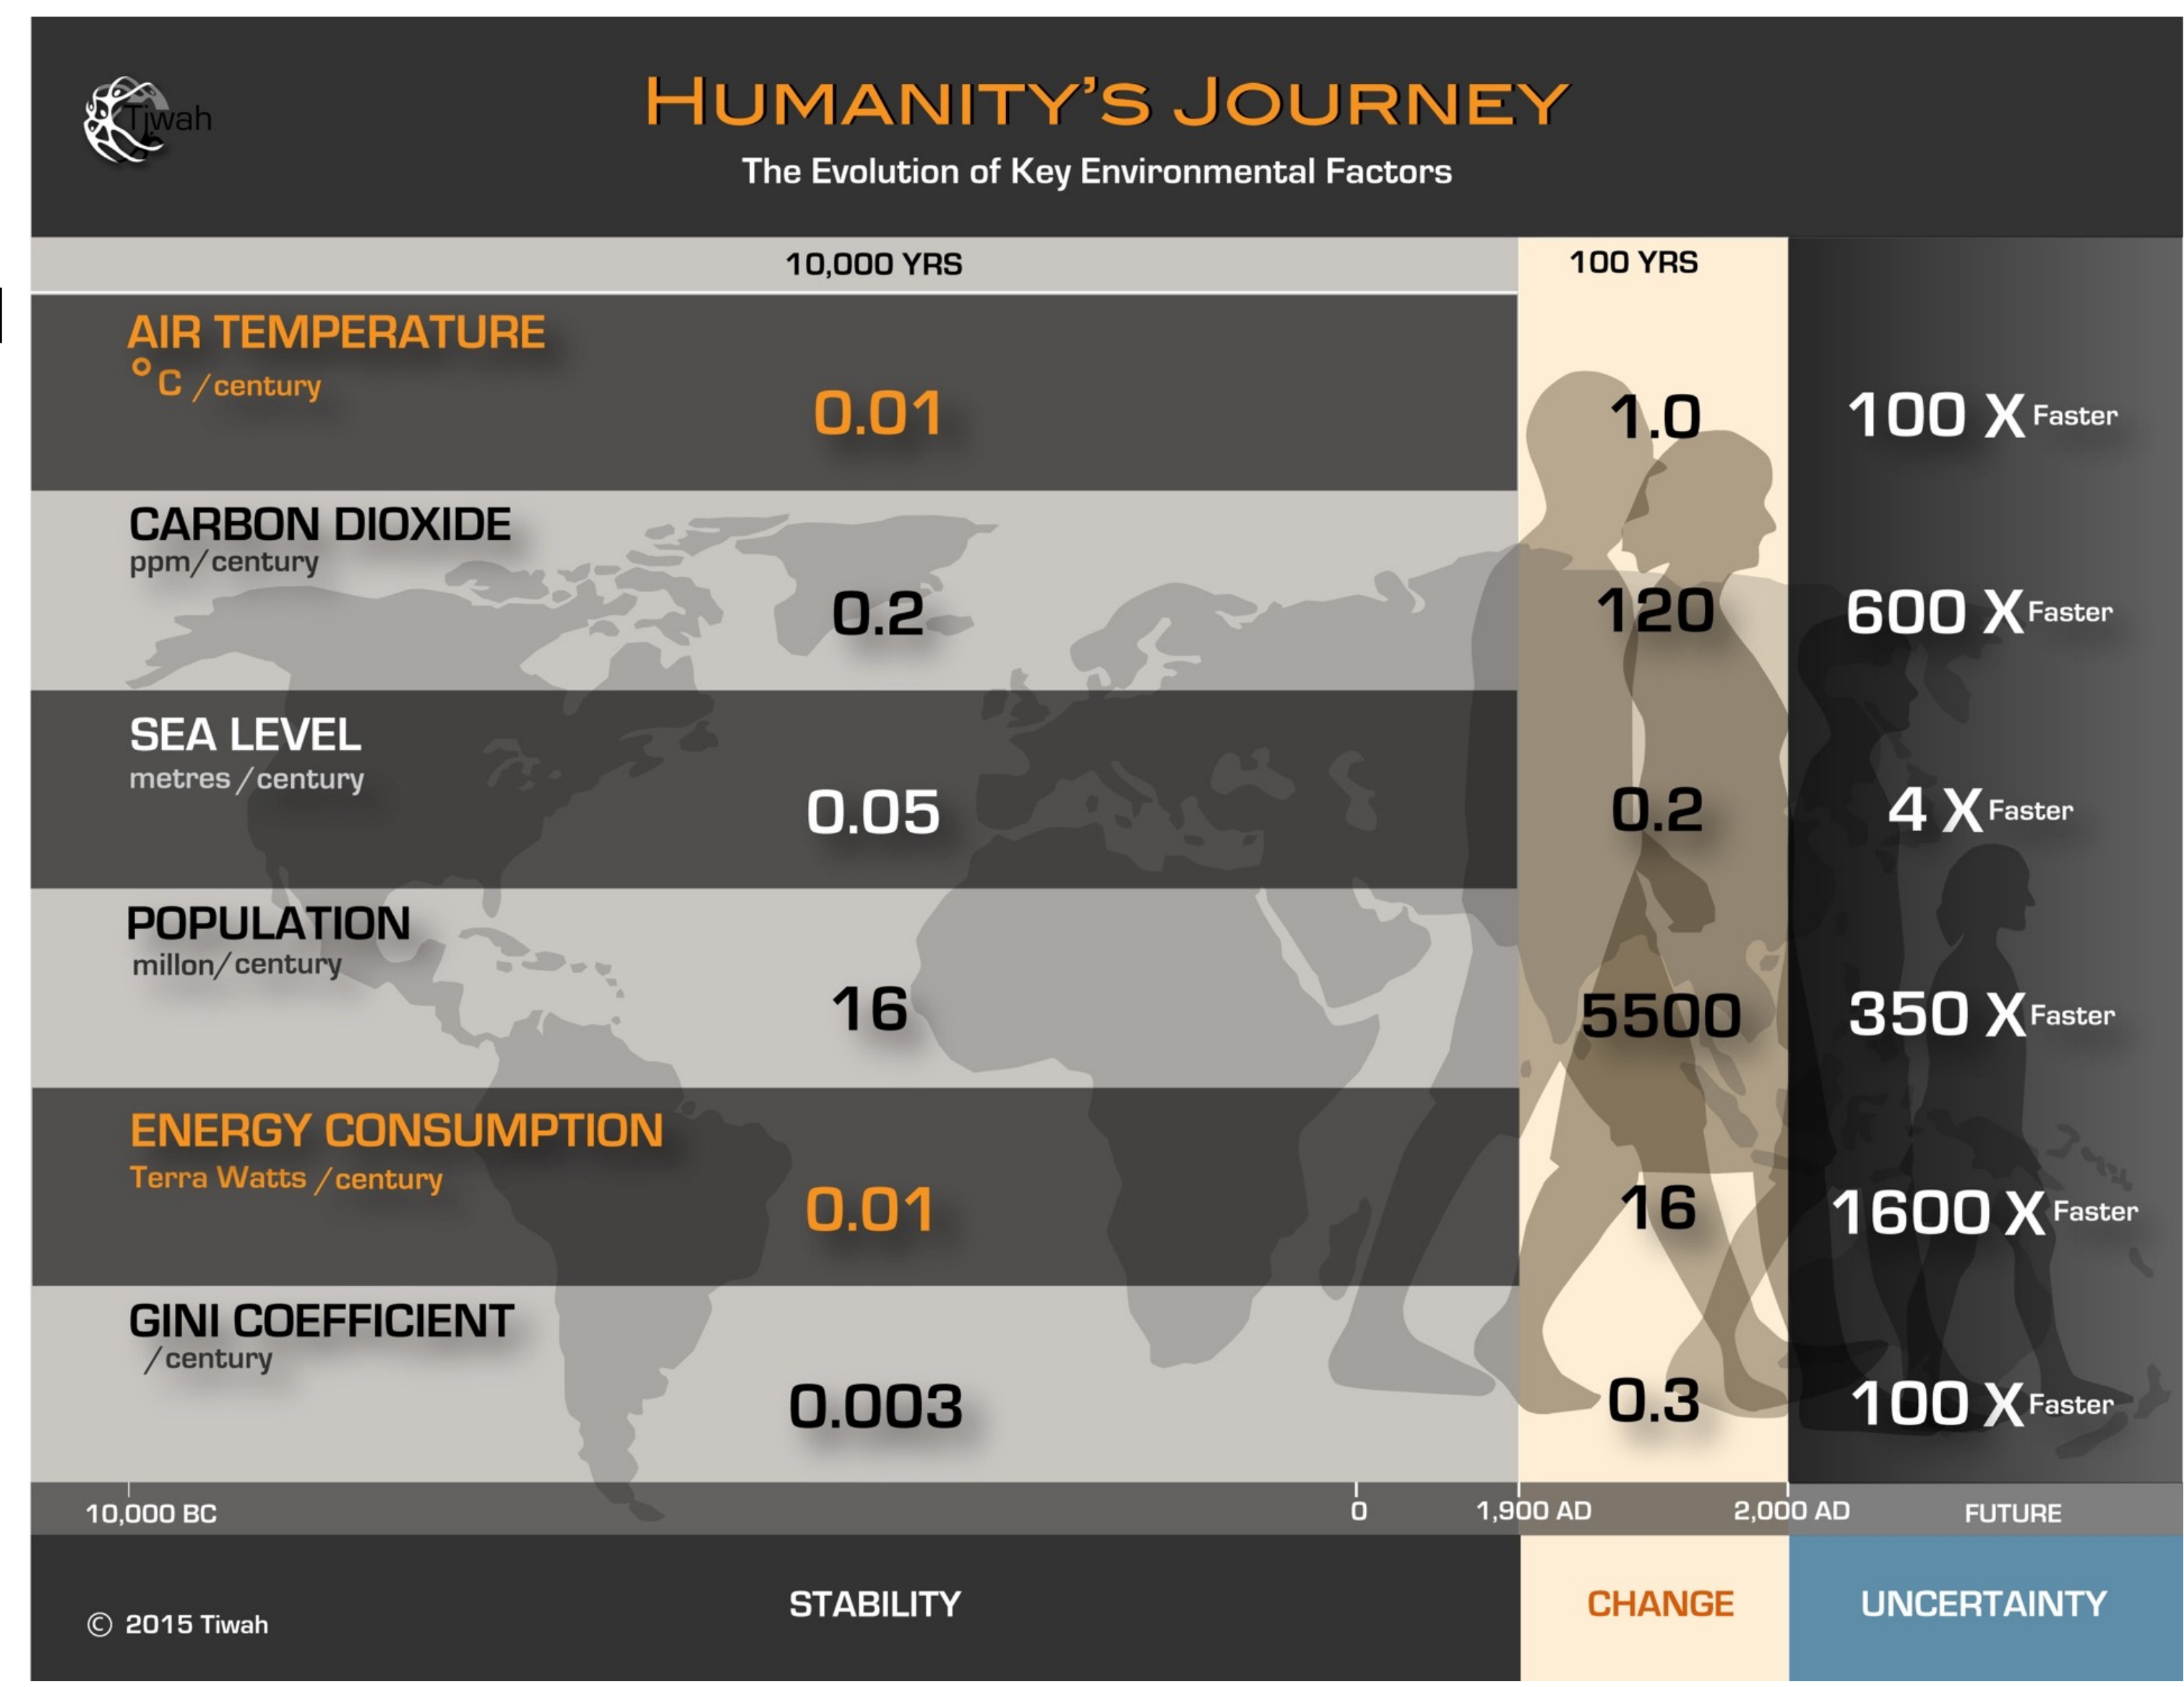 Tiwah
HUMANITY'S JOURNEY
The Evolution of Key Environmental Factors
10,000 YRS
100 YRS
AIR TEMPERATURE
°C /century
0.01
1.0
100 X Faster
CARBON DIOXIDE
ppm/century
0.2
120
600 X Faster
SEA LEVEL
metres/century
0.05
0.2
4 X Faster
POPULATION
millon/century
16
5500
350 X Faster
ENERGY CONSUMPTION
Terra Watts /century
0.01
16
1600 X Faster
GINI COEFFICIENT
/century
0.003
0.3
100 X Faster
10,000 BC
0
1,900 AD
2,000 AD
FUTURE
STABILITY
CHANGE
UNCERTAINTY
© 2015 Tiwah